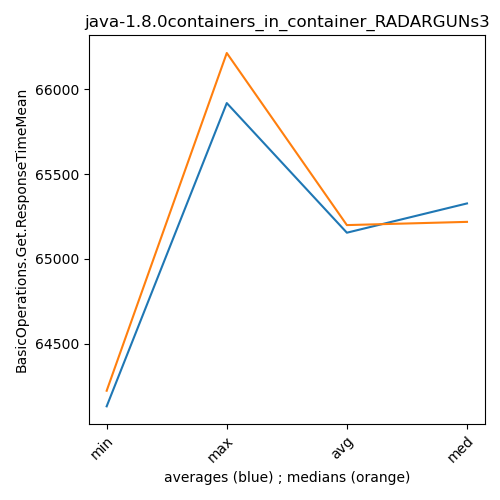 java-1.8.0containers_in_container_RADARGUNs3
BasicOperations.Get.ResponseTimeMean
66000
65500
65000
64500
min
max
avg
med
averages (blue) ; medians (orange)